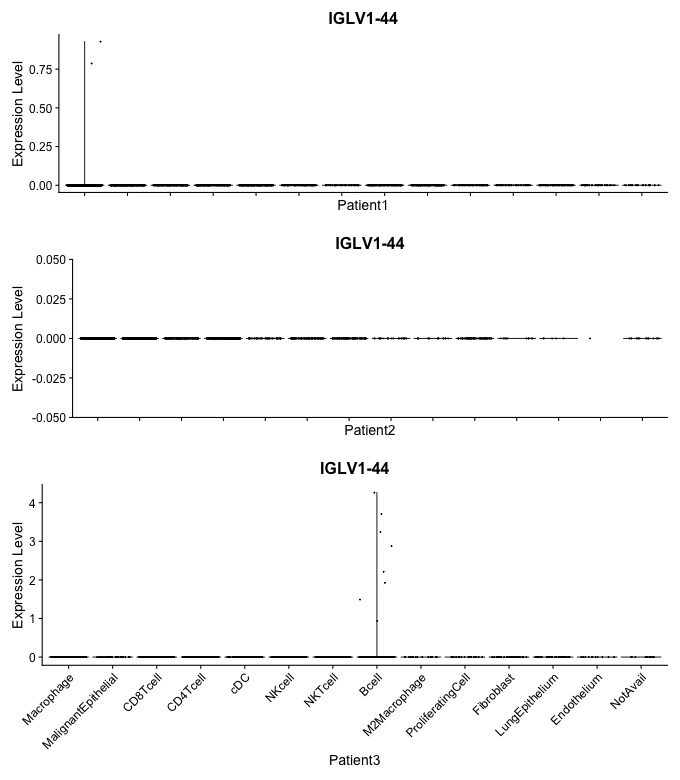 IGLV1-44
Expression Level
0.75
0.50
0.25
0.00
Patient1
IGLV1-44
Expression Level
0.050
0.025
0.000
-0.025
-0.050
Patient2
IGLV1-44
Expression Level
4
3
2
1
0
Macrophage
MalignantEpithelial
CD8Tcell
CD4Tcell
cDC
NKcell
NKTcell
Bcell
M2Macrophage
ProliferatingCell
Fibroblast
LungEpithelium
Endothelium
NotAvail
Patient3